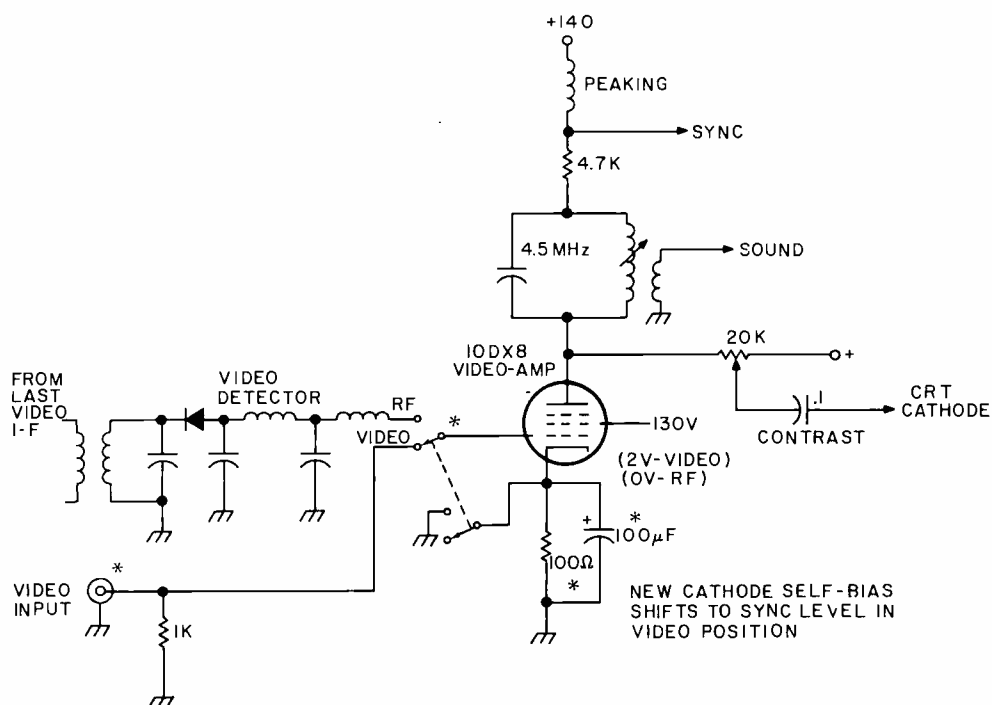 +140
PEAKING
SYNC
4.7K
4.5MHz
SOUND
20K
+
10DX8
VIDEO-AMP
FROM
LAST
VIDEO
I-F
VIDEO
DETECTOR
RF
VIDEO
*
.1
CRT
CATHODE
CONTRAST
130V
(2V-VIDEO)
(0V-RF)
+
*
100µF
100Ω
*
VIDEO
INPUT
*
1K
NEW CATHODE SELF-BIAS
SHIFTS TO SYNC LEVEL IN
VIDEO POSITION